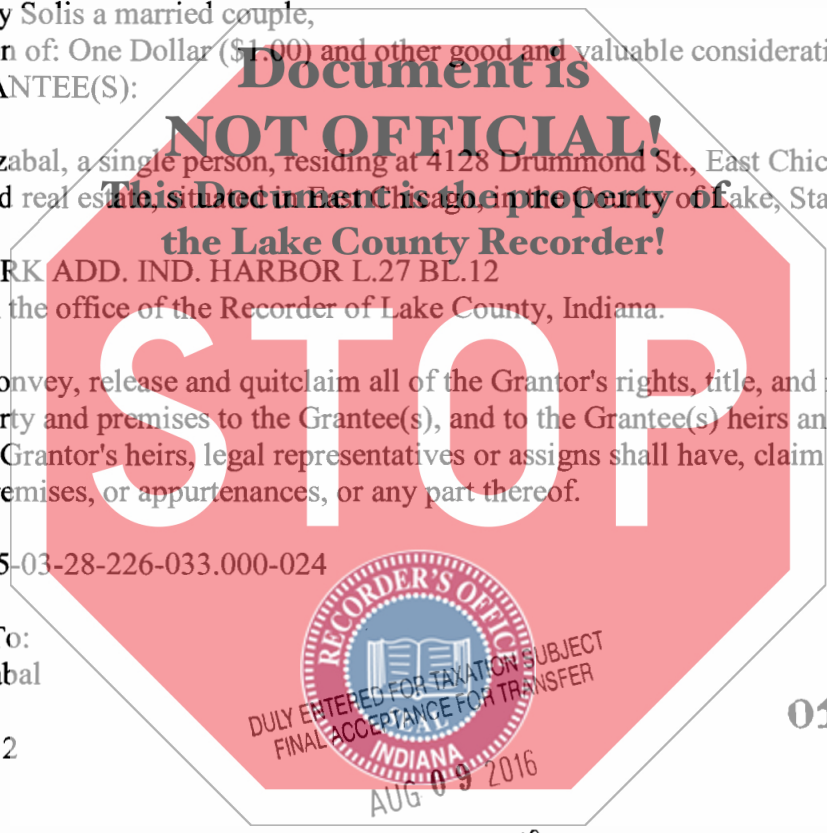 y Solis a married couple,
n of: One Dollar ($1.00) and other good and valuable considerati
ANTEE(S):
Document is
NOT OFFICIAL!
zabal, a single person, residing at 4128 Drummond St., East Chic
d real estate, situated in East Chicago, in the County of Lake, Sta
This Document is the property of
the Lake County Recorder!
RK ADD. IND. HARBOR L.27 BL.12
the office of the Recorder of Lake County, Indiana.
STOP
onvey, release and quitclaim all of the Grantor's rights, title, and
rty and premises to the Grantee(s), and to the Grantee(s) heirs an
Grantor's heirs, legal representatives or assigns shall have, claim
emises, or appurtenances, or any part thereof.
5-03-28-226-033.000-024
RECORDER'S OFFICE
SEAL
INDIANA
To:
abal
DULY ENTERED FOR TAXATION SUBJECT
FINAL ACCEPTANCE FOR TRANSFER
2
AUG 09 2016